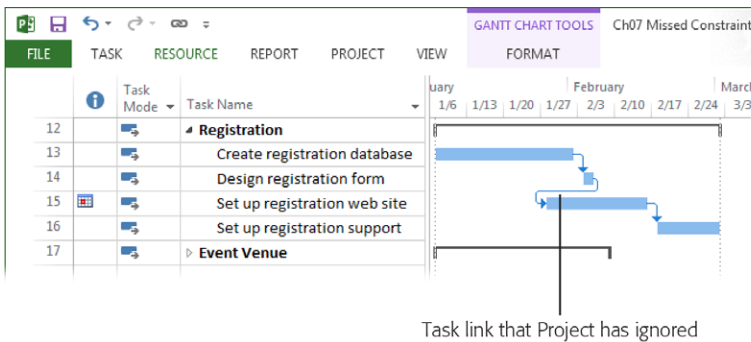 GANTT CHART TOOLS Ch07 Missed Constraint
FILE TASK RESOURCE REPORT PROJECT VIEW FORMAT
Task Mode Task Name
uary February March
1/6 1/13 1/20 1/27 2/3 2/10 2/17 2/24 3/3
12 Registration
13 Create registration database
14 Design registration form
15 Set up registration web site
16 Set up registration support
17 Event Venue
Task link that Project has ignored